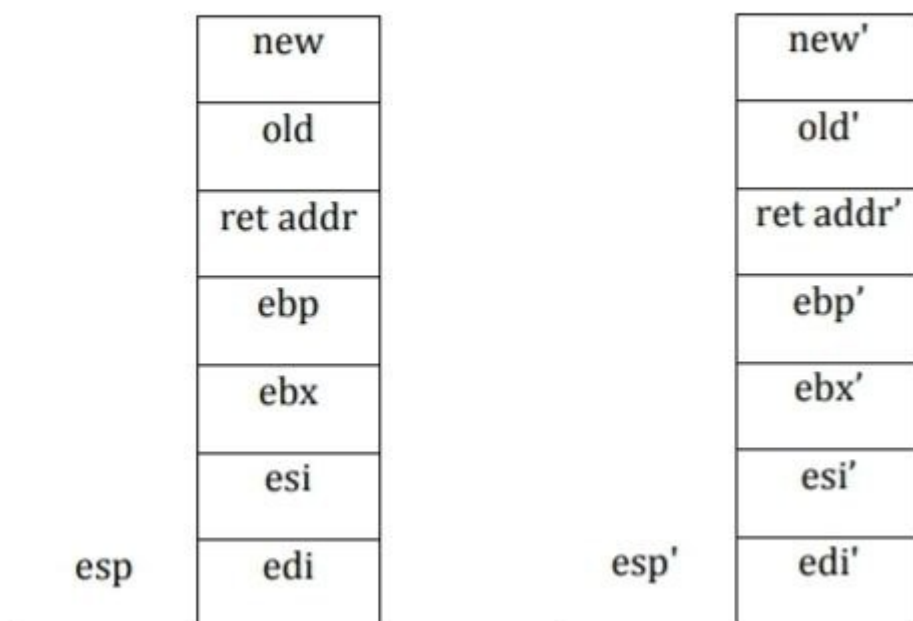 new new'
old old'
ret addr ret addr’
ebp ebp’
ebx ebx’
esi esi’
esp edi esp' edi'